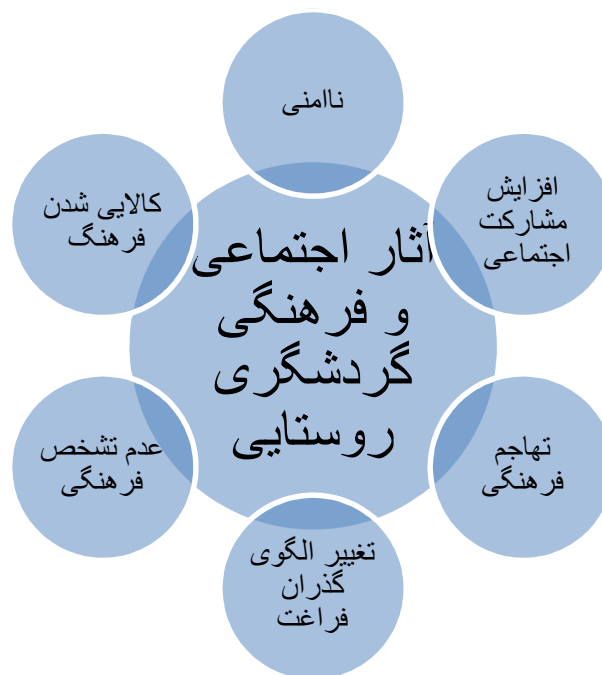 ناامنی
افزایش
مشارکت
اجتماعی
تهاجم
فرهنگی
تغییر الگوی
گذران
فراغت
عدم تشخص
فرهنگی
کالایی شدن
فرهنگ
آثار اجتماعی
و فرهنگی
گردشگری
روستایی